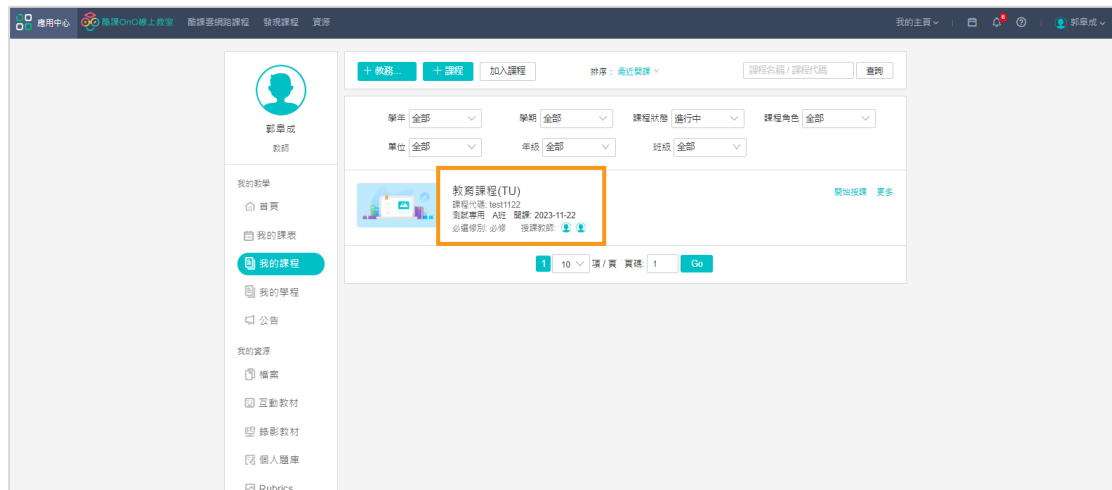 應用中心 酷課OnO線上教室 酷課雲網路課程 發現課程 資源 我的主頁 郭阜成
郭阜成
教師
我的教學
首頁
我的課表
我的課程
我的學程
公告
我的資源
檔案
互動教材
錄影教材
個人題庫
Rubrics
+ 教務... + 課程 加入課程 排序: 最近開課 課程名稱 / 課程代碼 查詢
學年 全部 學期 全部 課程狀態 進行中 課程角色 全部
單位 全部 年級 全部 班級 全部
教育課程(TU) 開始授課 更多
課程代碼: test1122
測試專用 A班 開課: 2023-11-22
必選修別: 必修 授課教師:
1 10 項 / 頁 頁碼: 1 Go